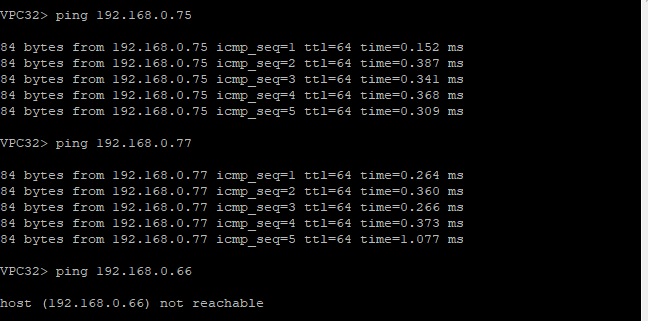 VPC32> ping 192.168.0.75
84 bytes from 192.168.0.75 icmp_seq=1 ttl=64 time=0.152 ms
84 bytes from 192.168.0.75 icmp_seq=2 ttl=64 time=0.387 ms
84 bytes from 192.168.0.75 icmp_seq=3 ttl=64 time=0.341 ms
84 bytes from 192.168.0.75 icmp_seq=4 ttl=64 time=0.368 ms
84 bytes from 192.168.0.75 icmp_seq=5 ttl=64 time=0.309 ms
VPC32> ping 192.168.0.77
84 bytes from 192.168.0.77 icmp_seq=1 ttl=64 time=0.264 ms
84 bytes from 192.168.0.77 icmp_seq=2 ttl=64 time=0.360 ms
84 bytes from 192.168.0.77 icmp_seq=3 ttl=64 time=0.266 ms
84 bytes from 192.168.0.77 icmp_seq=4 ttl=64 time=0.373 ms
84 bytes from 192.168.0.77 icmp_seq=5 ttl=64 time=1.077 ms
VPC32> ping 192.168.0.66
host (192.168.0.66) not reachable